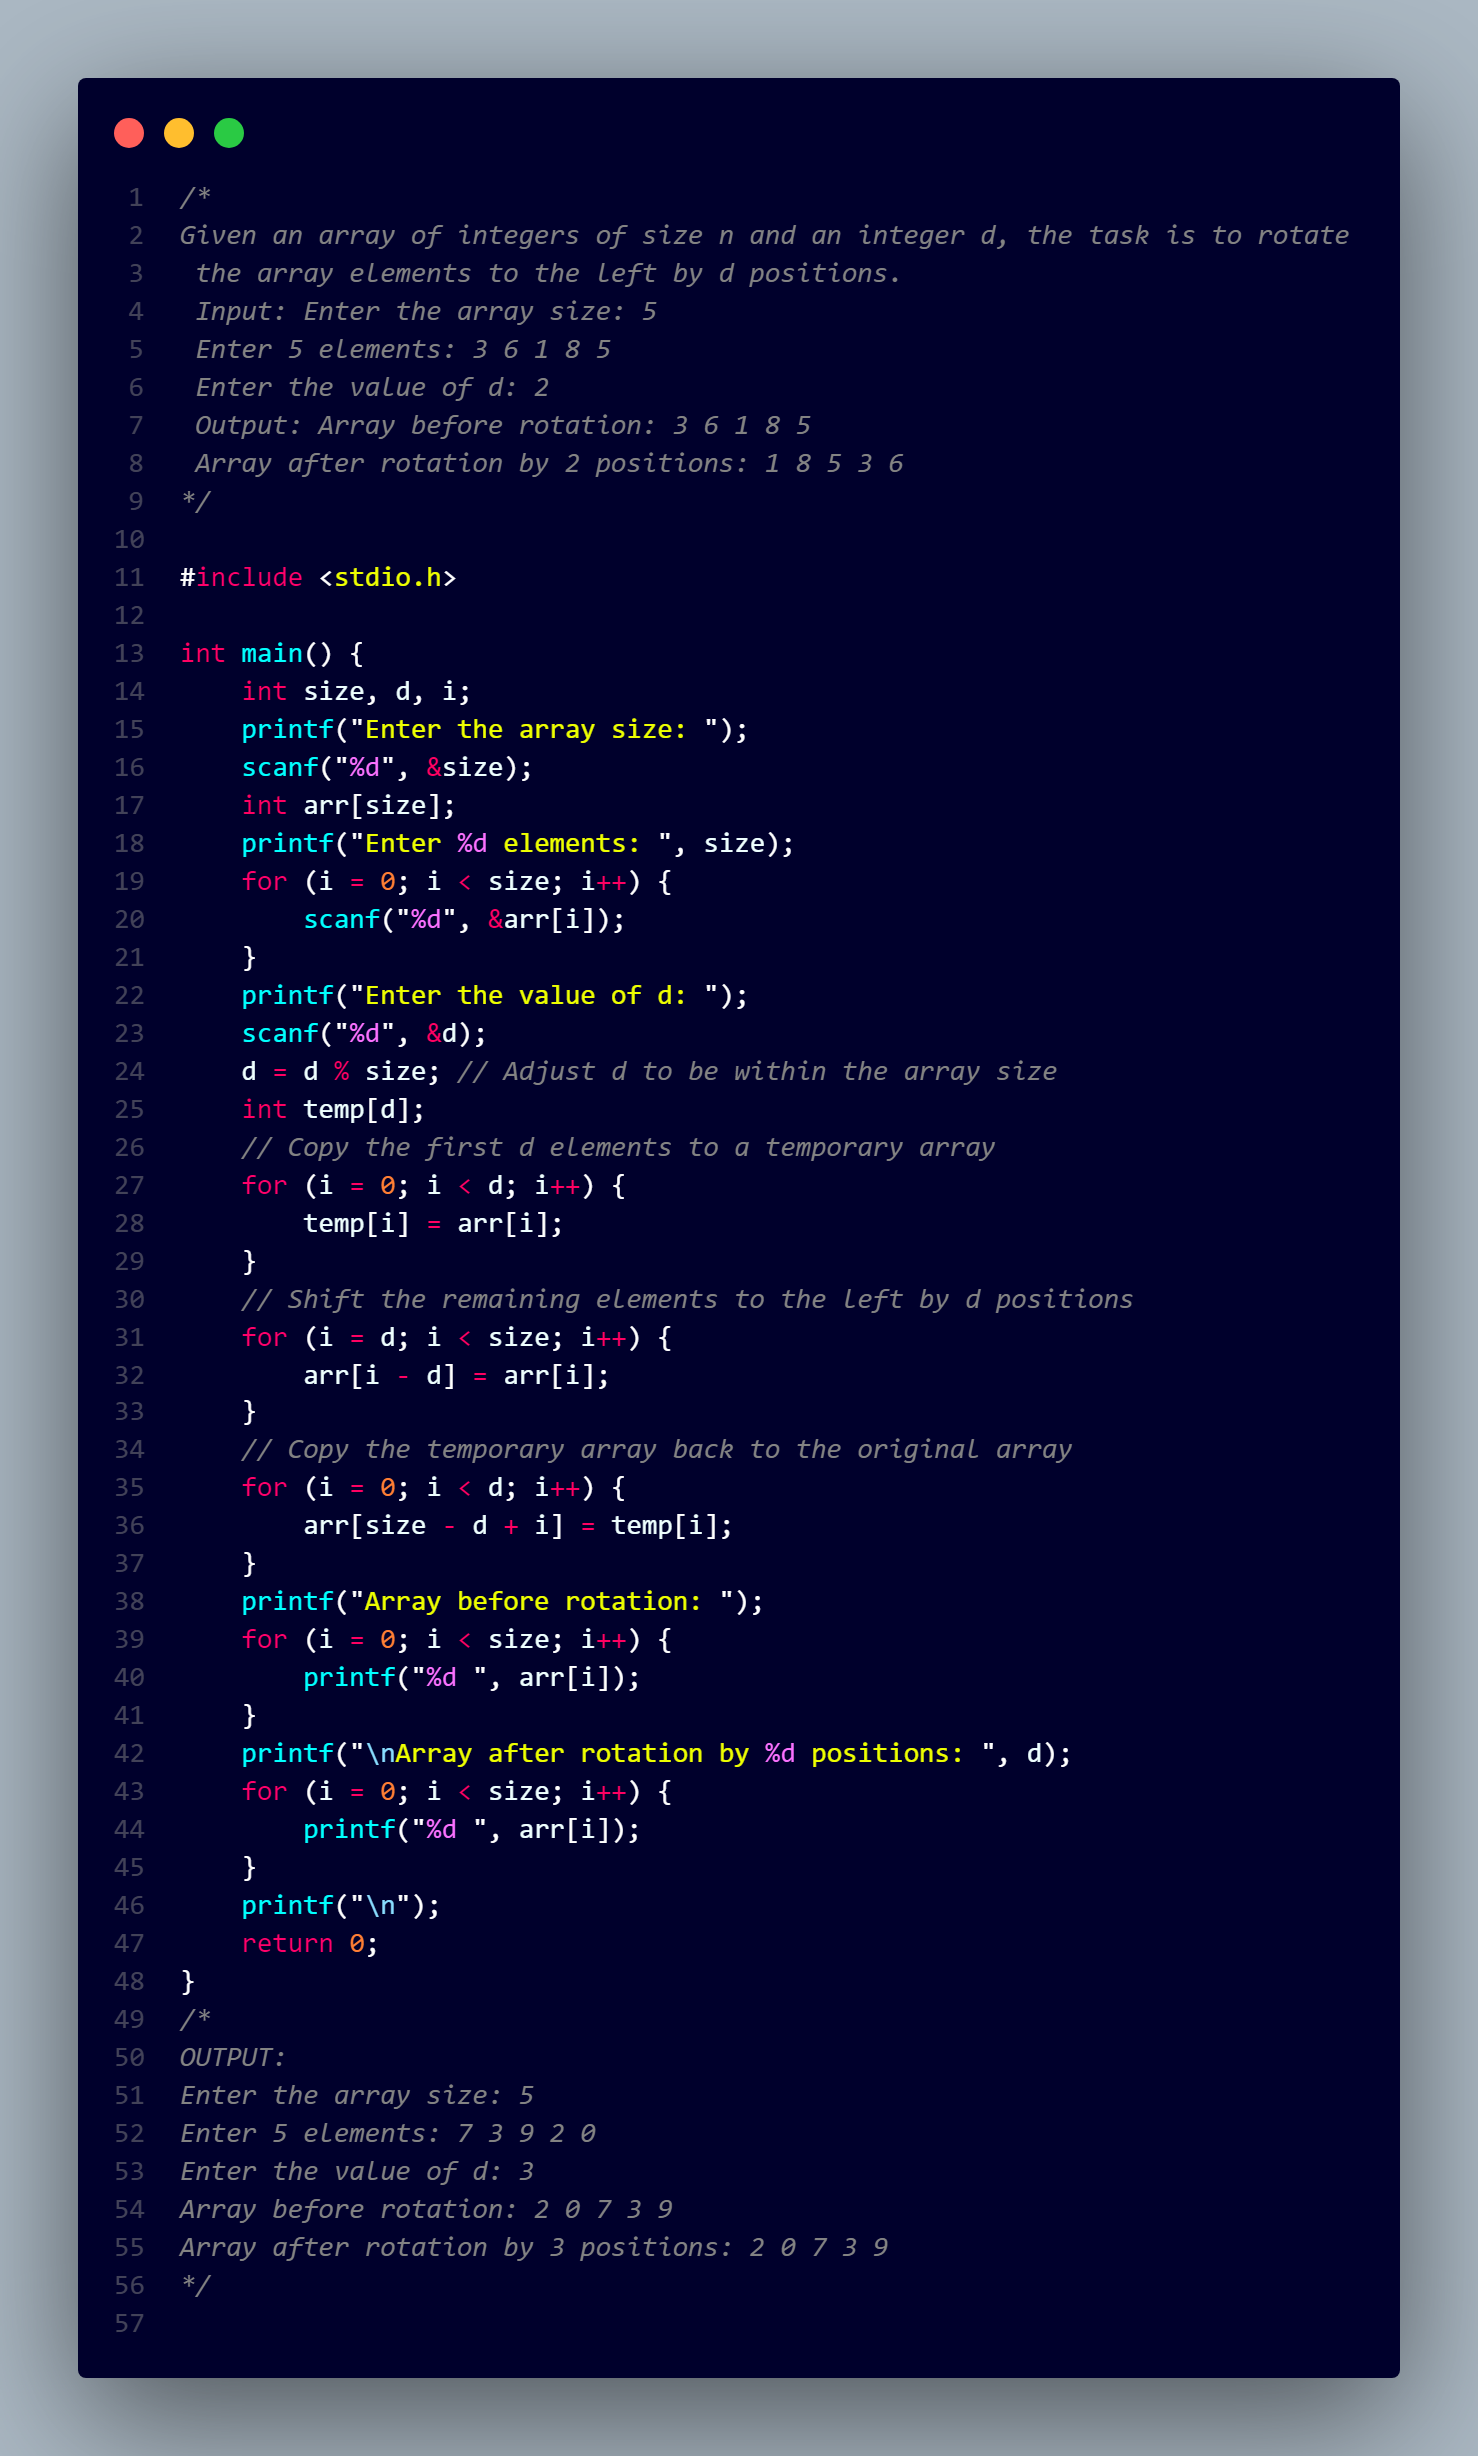 1 /*
2 Given an array of integers of size n and an integer d, the task is to rotate
3  the array elements to the left by d positions.
4  Input: Enter the array size: 5
5  Enter 5 elements: 3 6 1 8 5
6  Enter the value of d: 2
7  Output: Array before rotation: 3 6 1 8 5
8  Array after rotation by 2 positions: 1 8 5 3 6
9 */
10
11 #include <stdio.h>
12
13 int main() {
14     int size, d, i;
15     printf("Enter the array size: ");
16     scanf("%d", &size);
17     int arr[size];
18     printf("Enter %d elements: ", size);
19     for (i = 0; i < size; i++) {
20         scanf("%d", &arr[i]);
21     }
22     printf("Enter the value of d: ");
23     scanf("%d", &d);
24     d = d % size; // Adjust d to be within the array size
25     int temp[d];
26     // Copy the first d elements to a temporary array
27     for (i = 0; i < d; i++) {
28         temp[i] = arr[i];
29     }
30     // Shift the remaining elements to the left by d positions
31     for (i = d; i < size; i++) {
32         arr[i - d] = arr[i];
33     }
34     // Copy the temporary array back to the original array
35     for (i = 0; i < d; i++) {
36         arr[size - d + i] = temp[i];
37     }
38     printf("Array before rotation: ");
39     for (i = 0; i < size; i++) {
40         printf("%d ", arr[i]);
41     }
42     printf("\nArray after rotation by %d positions: ", d);
43     for (i = 0; i < size; i++) {
44         printf("%d ", arr[i]);
45     }
46     printf("\n");
47     return 0;
48 }
49 /*
50 OUTPUT:
51 Enter the array size: 5
52 Enter 5 elements: 7 3 9 2 0
53 Enter the value of d: 3
54 Array before rotation: 2 0 7 3 9
55 Array after rotation by 3 positions: 2 0 7 3 9
56 */
57